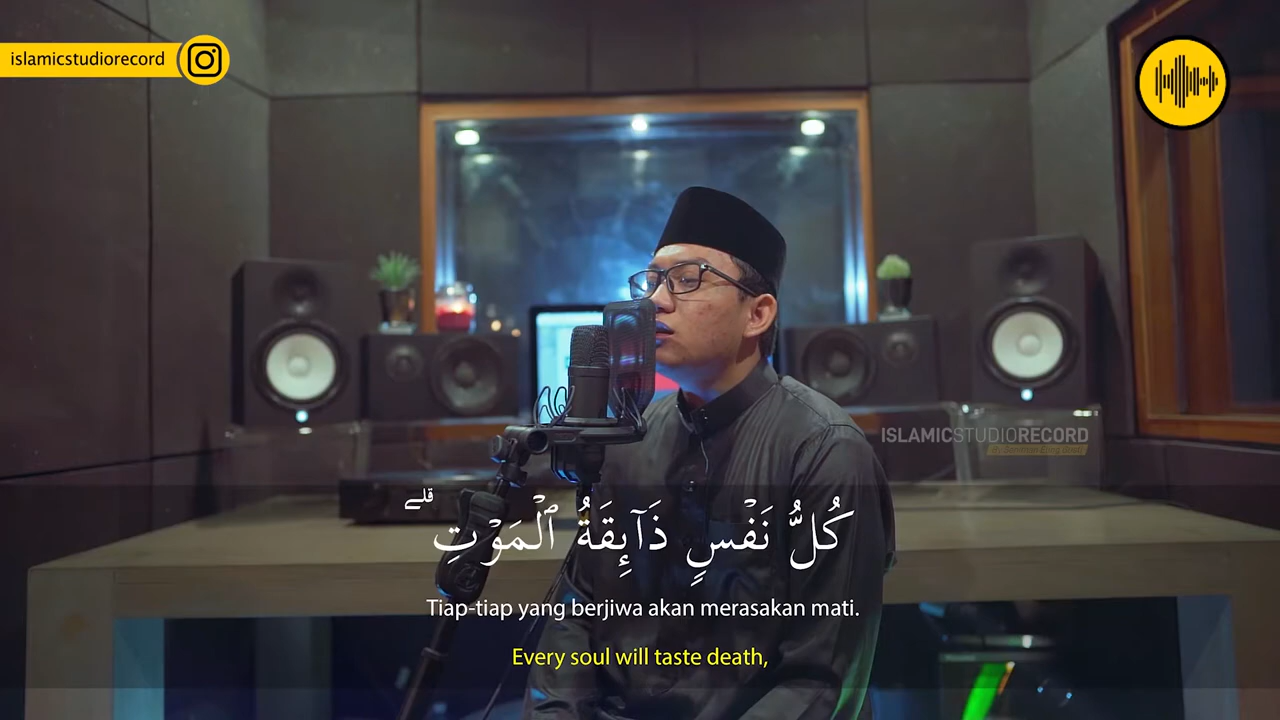 islamicstudiorecord
ISLAMICSTUDIORECORD
كُلُّ نَفْسٍ ذَآئِقَةُ ٱلْمَوْتِ ۗ
Tiap-tiap yang berjiwa akan merasakan mati.
Every soul will taste death,